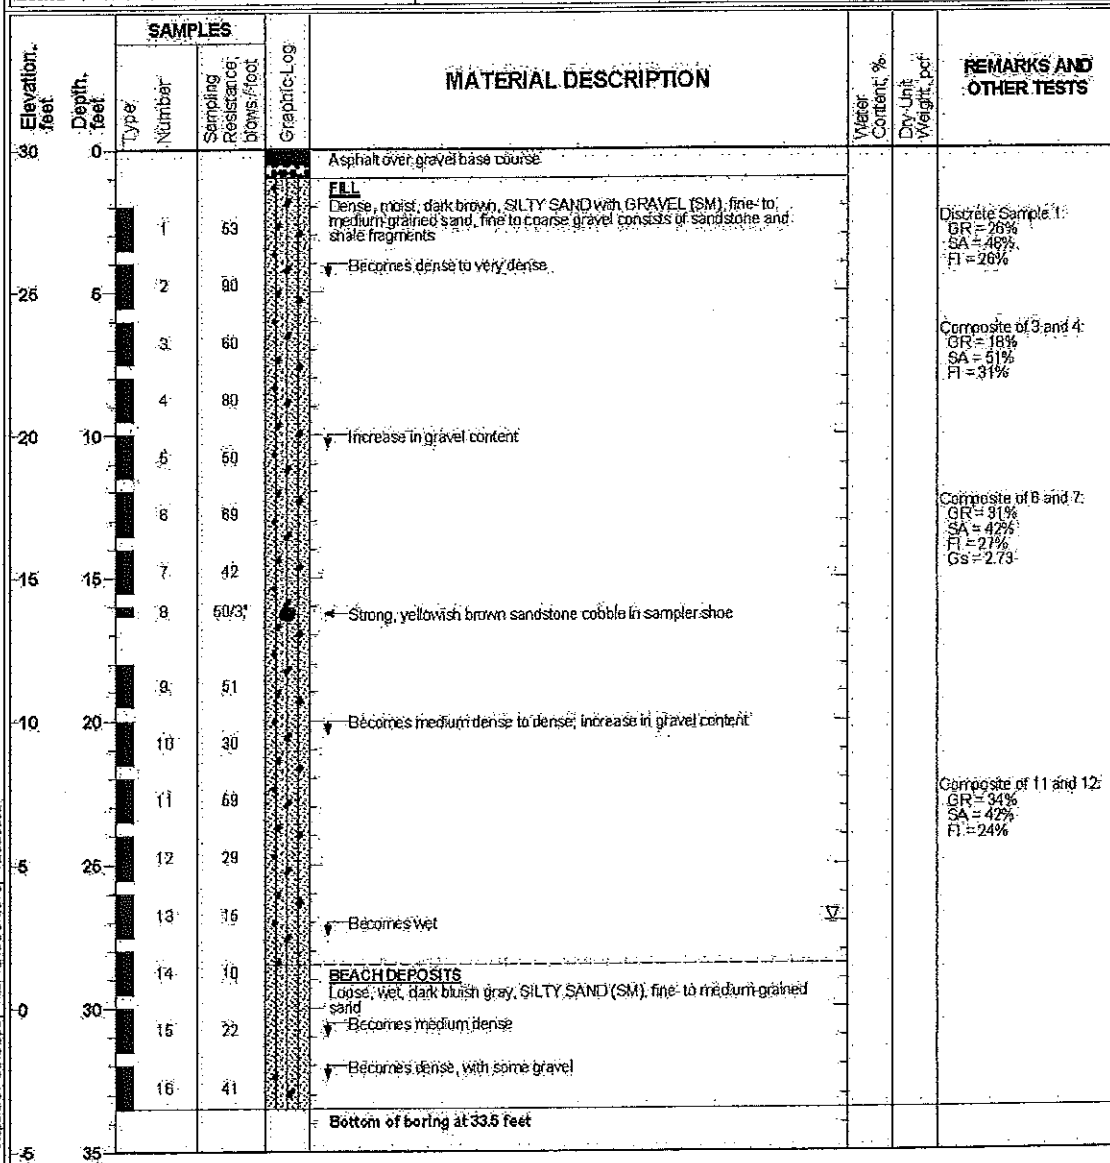 SAMPLES
Elevation, feet
Depth, feet
Type
Number
Sampling Resistance, blows/foot
Graphic Log
MATERIAL DESCRIPTION
Water Content, %
Dry Unit Weight, pcf
REMARKS AND
OTHER TESTS
30 0
Asphalt over gravel base course
FILL
Dense, moist, dark brown, SILTY SAND with GRAVEL (SM), fine- to
medium-grained sand, fine to coarse gravel consists of sandstone and
shale fragments
1 53
Discrete Sample 1:
GR = 26%
SA = 48%
FI = 26%
Becomes dense to very dense
2 90
25 5
3 60
Composite of 3 and 4:
GR = 18%
SA = 51%
FI = 31%
4 80
20 10
Increase in gravel content
5 50
6 69
Composite of 6 and 7:
GR = 31%
SA = 42%
FI = 27%
Gs = 2.73
7 42
15 15
8 50/3"
Strong, yellowish brown sandstone cobble in sampler shoe
9 51
10 20
Becomes medium dense to dense, increase in gravel content
10 30
11 69
Composite of 11 and 12:
GR = 34%
SA = 42%
FI = 24%
12 29
5 25
13 15
Becomes wet
14 10
BEACH DEPOSITS
Loose, wet, dark bluish gray, SILTY SAND (SM), fine- to medium-grained
sand
0 30
Becomes medium dense
15 22
Becomes dense, with some gravel
16 41
Bottom of boring at 33.5 feet
-5 35